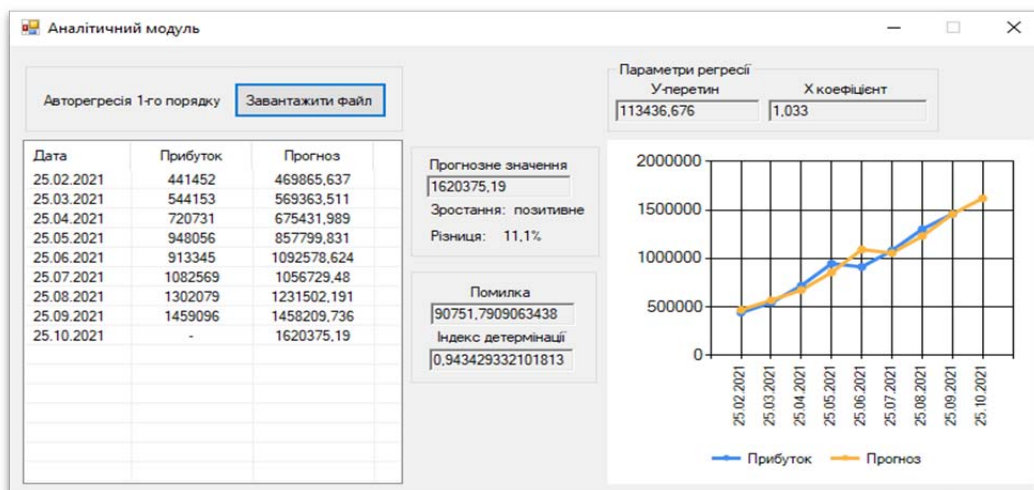 Аналітичний модуль
Авторегресія 1-го порядку
Завантажити файл
Параметри регресії
У-перетин
Х коефіцієнт
113436,676
1,033
Дата Прибуток Прогноз
25.02.2021 441452 469865,637
25.03.2021 544153 569363,511
25.04.2021 720731 675431,989
25.05.2021 948056 857799,831
25.06.2021 913345 1092578,624
25.07.2021 1082569 1056729,48
25.08.2021 1302079 1231502,191
25.09.2021 1459096 1458209,736
25.10.2021 - 1620375,19
Прогнозне значення
1620375,19
Зростання: позитивне
Різниця: 11,1%
Помилка
90751,7909063438
Індекс детермінації
0,943429332101813
2000000
1500000
1000000
500000
0
25.02.2021
25.03.2021
25.04.2021
25.05.2021
25.06.2021
25.07.2021
25.08.2021
25.09.2021
25.10.2021
Прибуток
Прогноз